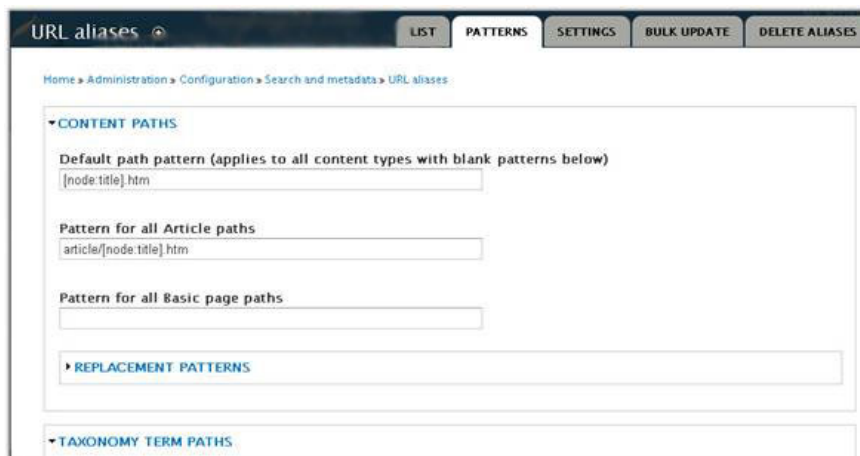 URL aliases
LIST
PATTERNS
SETTINGS
BULK UPDATE
DELETE ALIASES
Home » Administration » Configuration » Search and metadata » URL aliases
CONTENT PATHS
Default path pattern (applies to all content types with blank patterns below)
[node:title].htm
Pattern for all Article paths
article/[node:title].htm
Pattern for all Basic page paths
REPLACEMENT PATTERNS
TAXONOMY TERM PATHS